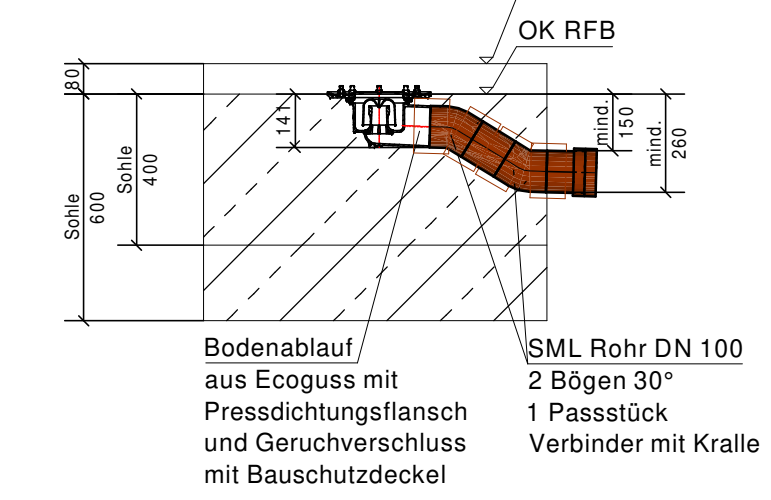 OK RFB
80
Sohle
600
Sohle
400
141
mind.
150
mind.
260
Bodenablauf
aus Ecoguss mit
Pressdichtungsflansch
und Geruchverschluss
mit Bauschutzdeckel
SML Rohr DN 100
2 Bögen 30°
1 Passstück
Verbinder mit Kralle